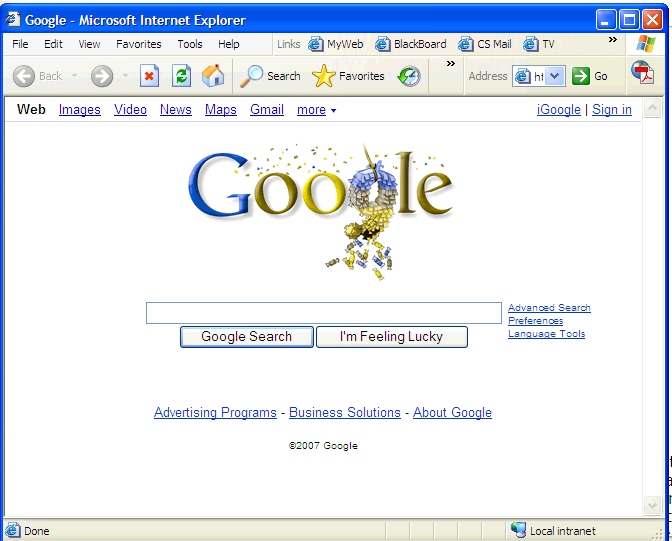 Google - Microsoft Internet Explorer
File Edit View Favorites Tools Help Links MyWeb BlackBoard CS Mail TV »
Back Search Favorites » Address Go
Web Images Video News Maps Gmail more iGoogle | Sign in
Google
Advanced Search
Preferences
Language Tools
Google Search I'm Feeling Lucky
Advertising Programs - Business Solutions - About Google
©2007 Google
Done Local intranet